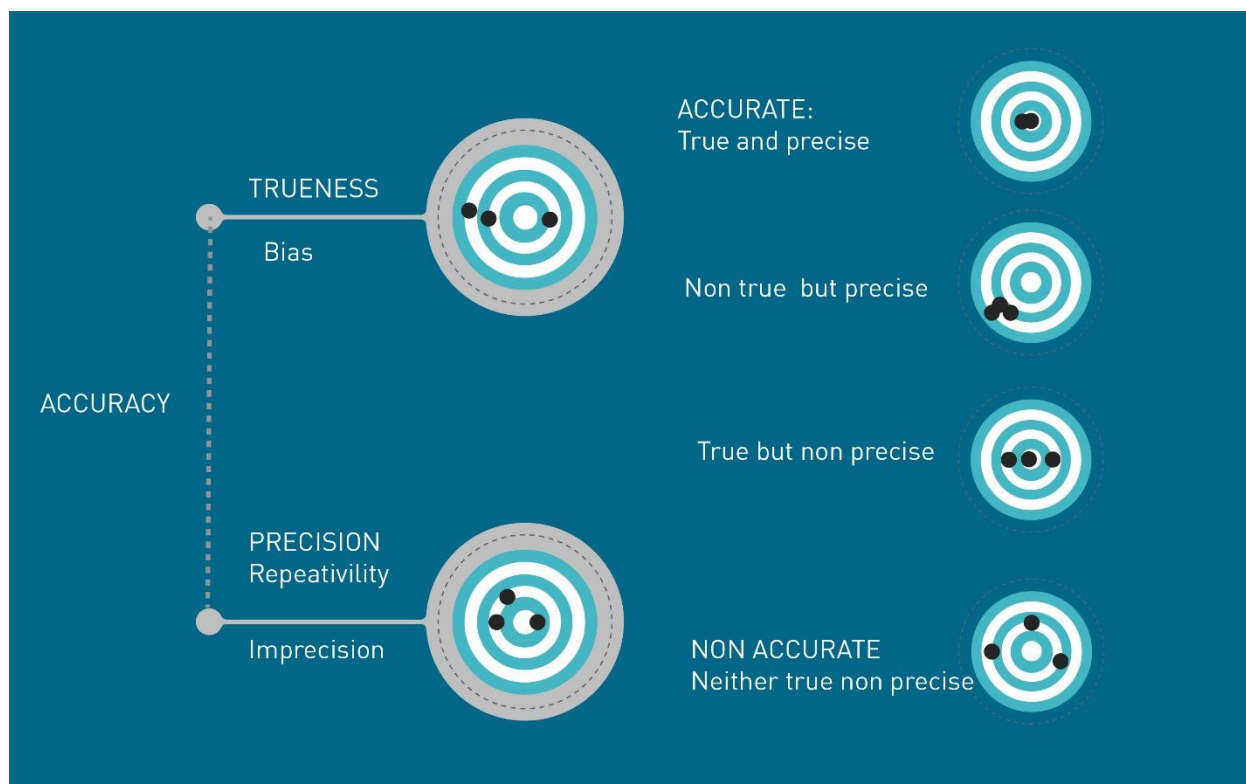 TRUENESS
Bias
ACCURACY
PRECISION
Repeativility
Imprecision
ACCURATE:
True and precise
Non true but precise
True but non precise
NON ACCURATE
Neither true non precise